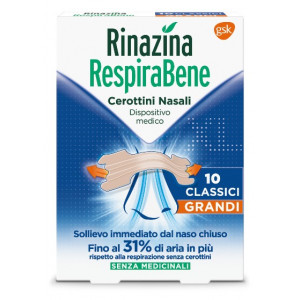 Rinazina
gsk
RespiraBene
Cerottini Nasali
Dispositivo
medico
10
CLASSICI
GRANDI
Sollievo immediato dal naso chiuso
Fino al 31% di aria in più
rispetto alla respirazione senza cerottini
SENZA MEDICINALI